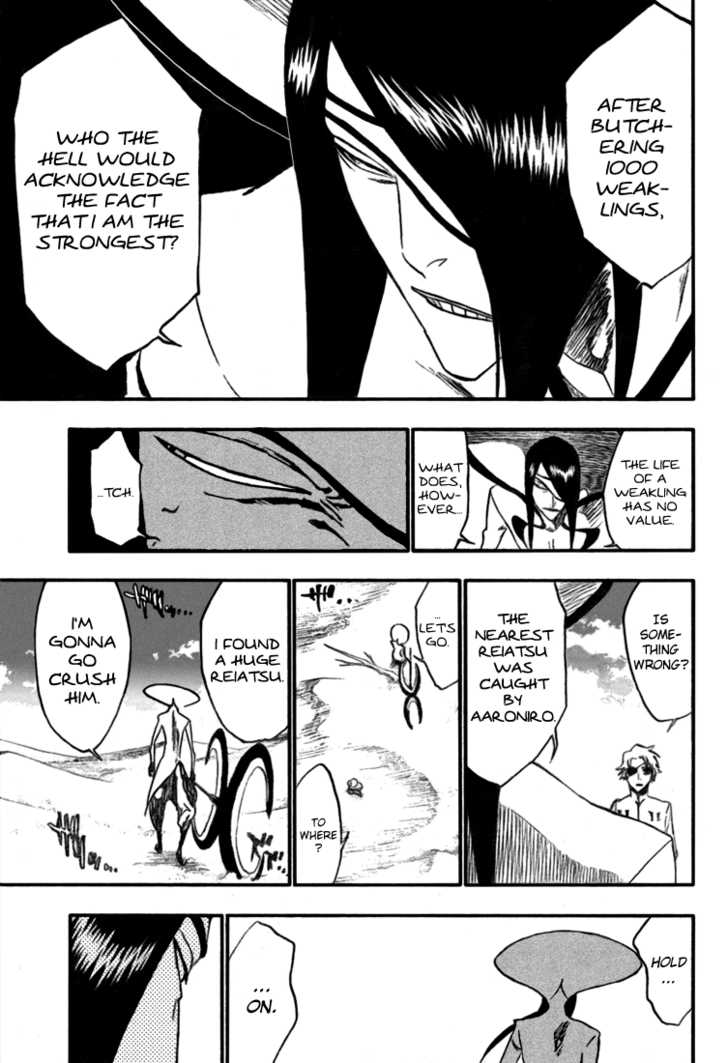 AFTER
BUTCH-
ERING
1000
WEAK-
LINGS,
WHO THE
HELL WOULD
ACKNOWLEDGE
THE FACT
THAT I AM THE
STRONGEST?
THE LIFE
OF A
WEAKLING
HAS NO
VALUE.
WHAT
DOES,
HOW-
EVER...
...TCH.
IS
SOME-
THING
WRONG?
THE
NEAREST
REIATSU
WAS
CAUGHT
BY
AARONIRO.
...
LETS
GO.
TO
WHERE
?
I FOUND
A HUGE
REIATSU.
I'M
GONNA
GO
CRUSH
HIM.
HOLD
...
...
ON.